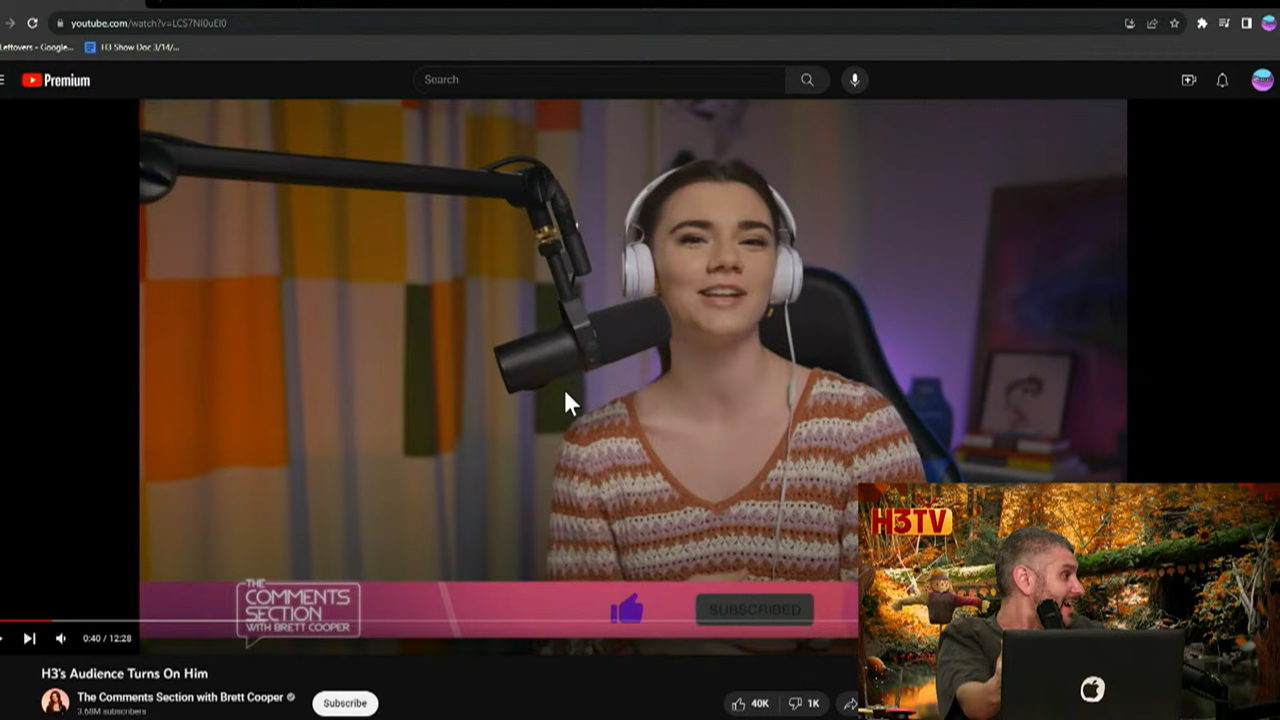 youtube.com/watch?v=LCS7NI0uEI0
Leftovers - Google...
H3 Show Doc 3/14/...
Premium
Search
H3TV
THE
COMMENTS
SECTION
WITH BRETT COOPER
SUBSCRIBED
0:40 / 12:28
H3's Audience Turns On Him
The Comments Section with Brett Cooper
3.68M subscribers
Subscribe
40K
1K